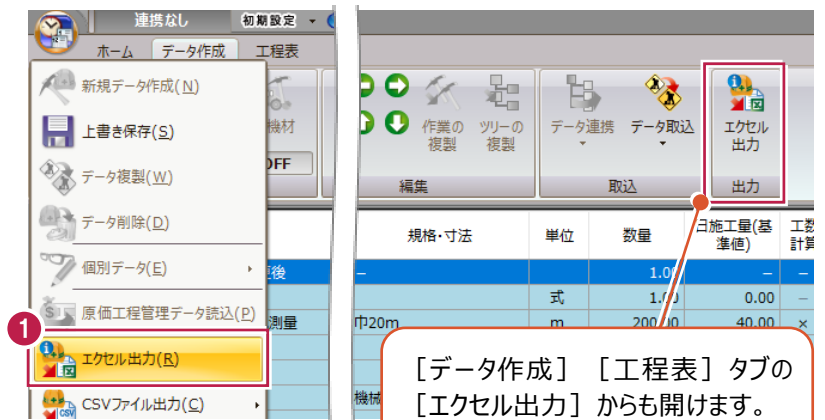 連携なし 初期設定
ホーム データ作成 工程表
新規データ作成(N)
上書き保存(S)
データ複製(W)
データ削除(D)
個別データ(E)
原価工程管理データ読込(P)
1
エクセル出力(R)
CSVファイル出力(C)
機材
OFF
作業の
複製
ツリーの
複製
編集
データ連携
データ取込
取込
エクセル
出力
出力
規格・寸法 単位 数量 日施工量(基
準値) 工数
計算
後 – 1.00 – –
式 1.00 0.00 –
測量 巾20m m 200.00 40.00 ×
機械
[データ作成] [工程表] タブの
[エクセル出力] からも開けます。